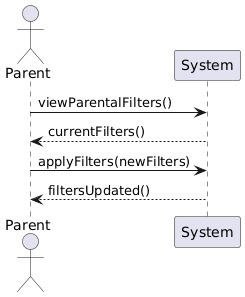 Parent
System
viewParentalFilters()
currentFilters()
applyFilters(newFilters)
filtersUpdated()
Parent
System